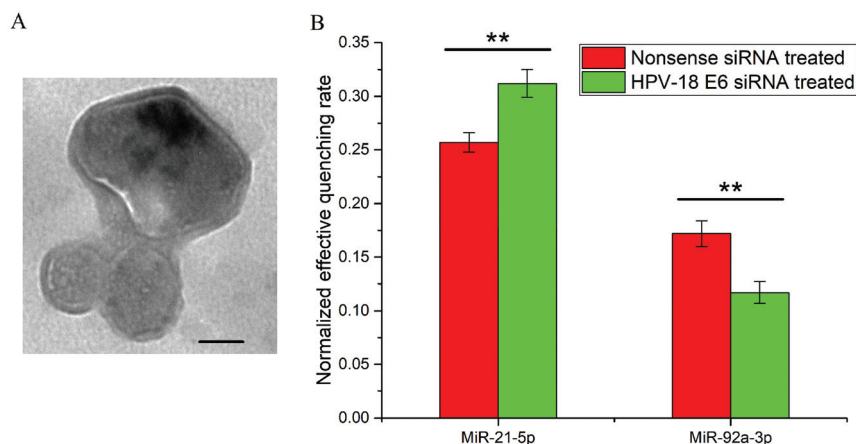 A
B
**
**
Nonsense siRNA treated
HPV-18 E6 siRNA treated
Normalized effective quenching rate
0.35
0.30
0.25
0.20
0.15
0.10
0.05
0.00
MiR-21-5p
MiR-92a-3p